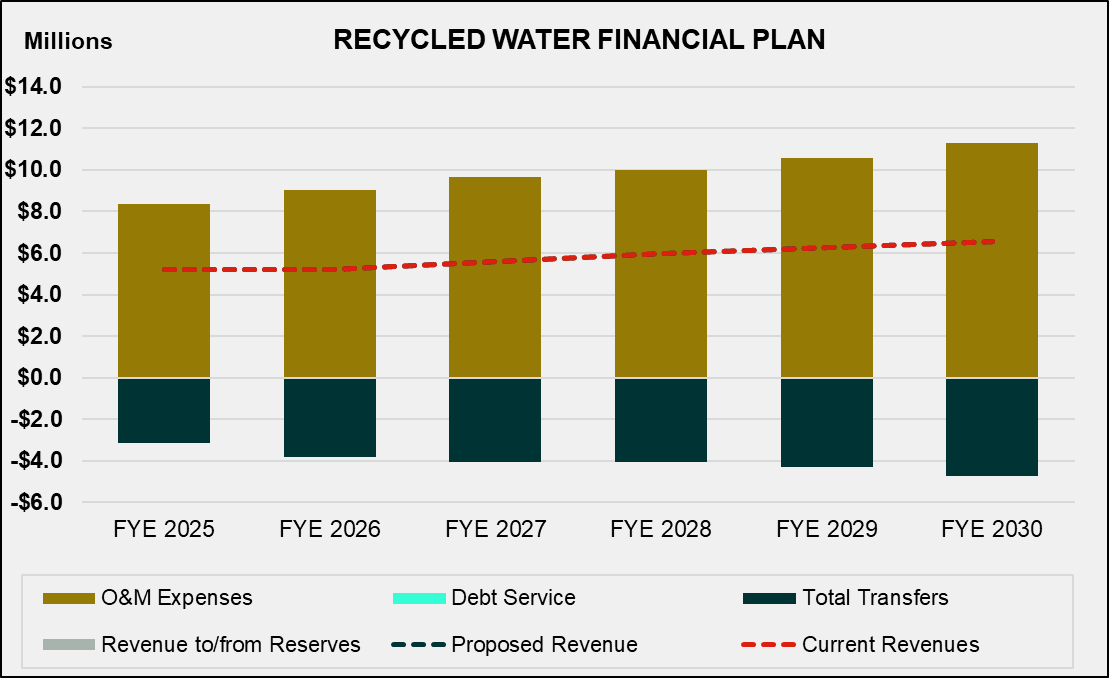 Millions
RECYCLED WATER FINANCIAL PLAN
$14.0
$12.0
$10.0
$8.0
$6.0
$4.0
$2.0
$0.0
-$2.0
-$4.0
-$6.0
FYE 2025 FYE 2026 FYE 2027 FYE 2028 FYE 2029 FYE 2030
O&M Expenses Debt Service Total Transfers
Revenue to/from Reserves Proposed Revenue Current Revenues